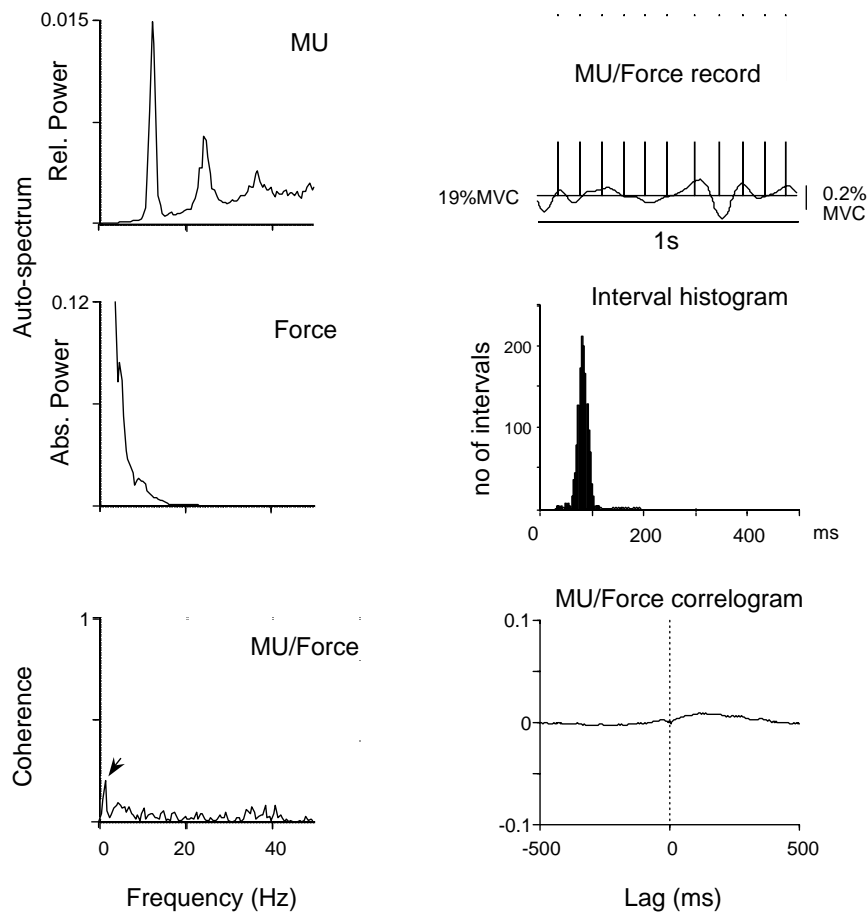 Auto-spectrum
Rel. Power
0.015
MU
MU/Force record
19%MVC
0.2%
MVC
1s
Abs. Power
0.12
Force
Interval histogram
no of intervals
200
100
0
200
400
ms
Coherence
1
MU/Force
0
0
20
40
Frequency (Hz)
MU/Force correlogram
0.1
0
-0.1
-500
0
500
Lag (ms)